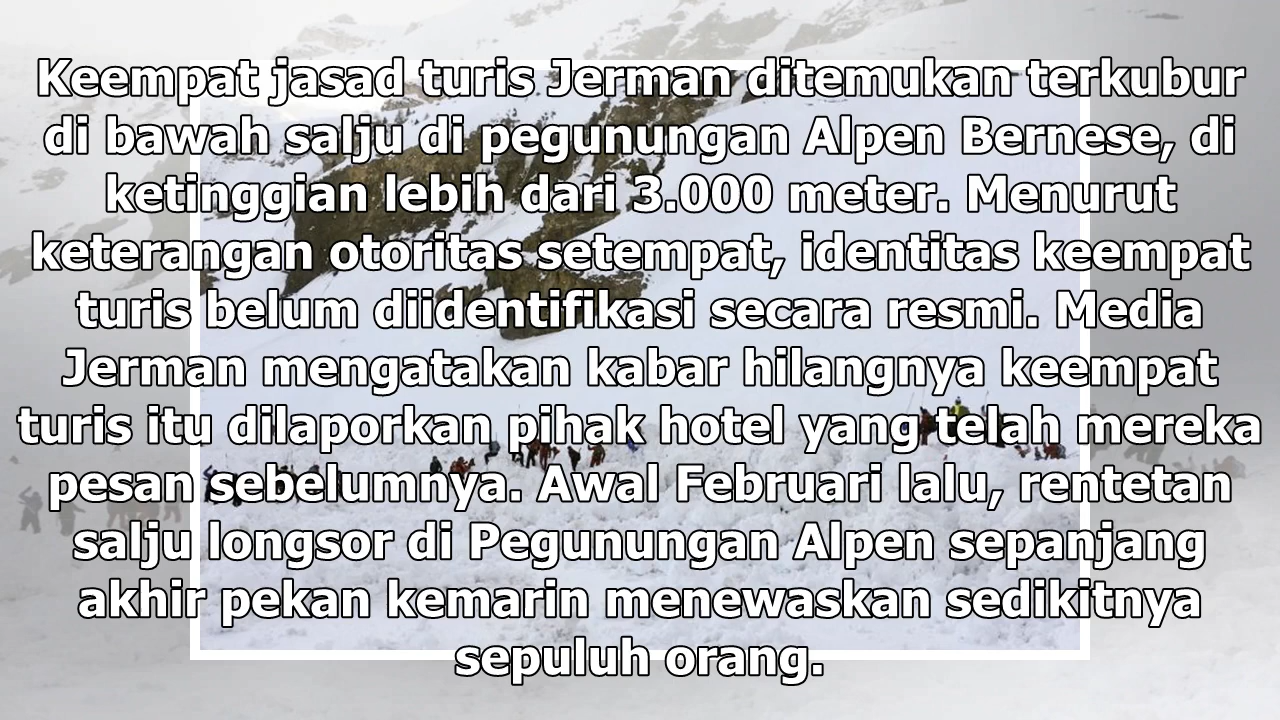 Keempat jasad turis Jerman ditemukan terkubur
di bawah salju di pegunungan Alpen Bernese, di
ketinggian lebih dari 3.000 meter. Menurut
keterangan otoritas setempat, identitas keempat
turis belum diidentifikasi secara resmi. Media
Jerman mengatakan kabar hilangnya keempat
turis itu dilaporkan pihak hotel yang telah mereka
pesan sebelumnya. Awal Februari lalu, rentetan
salju longsor di Pegunungan Alpen sepanjang
akhir pekan kemarin menewaskan sedikitnya
sepuluh orang.